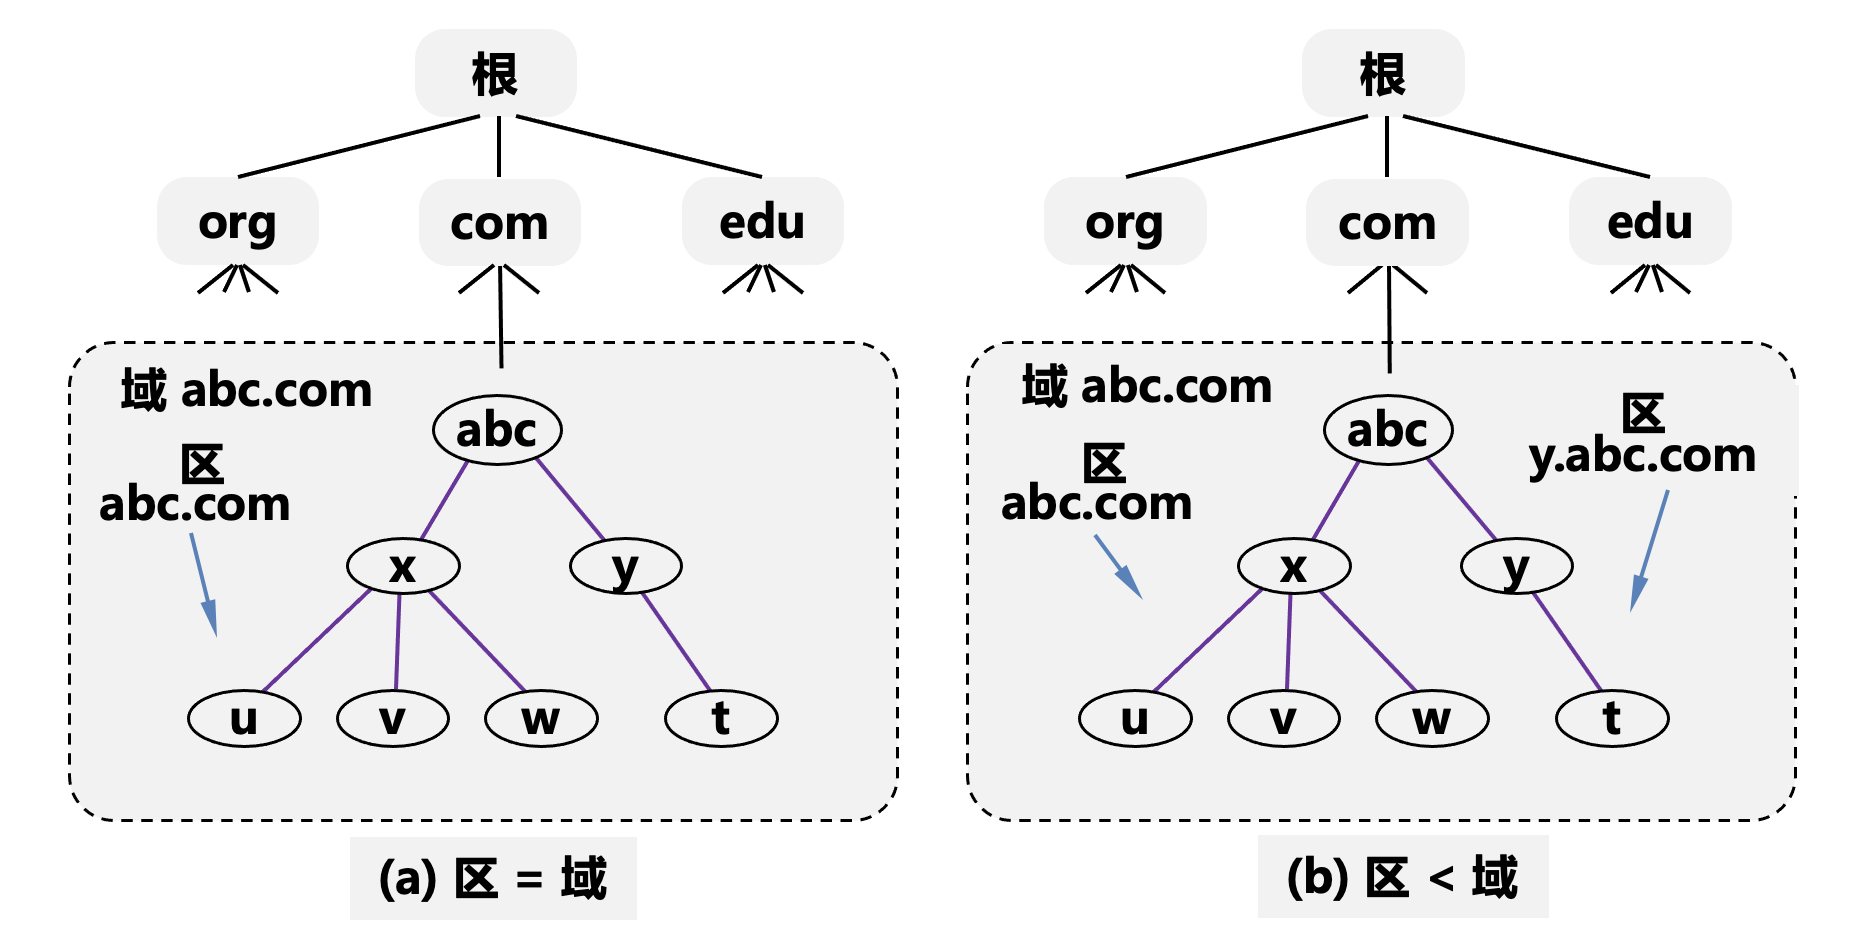 根
org
com
edu
域 abc.com
区
abc.com
abc
x
y
u
v
w
t
(a) 区 = 域
根
org
com
edu
域 abc.com
区
abc.com
区
y.abc.com
abc
x
y
u
v
w
t
(b) 区 < 域